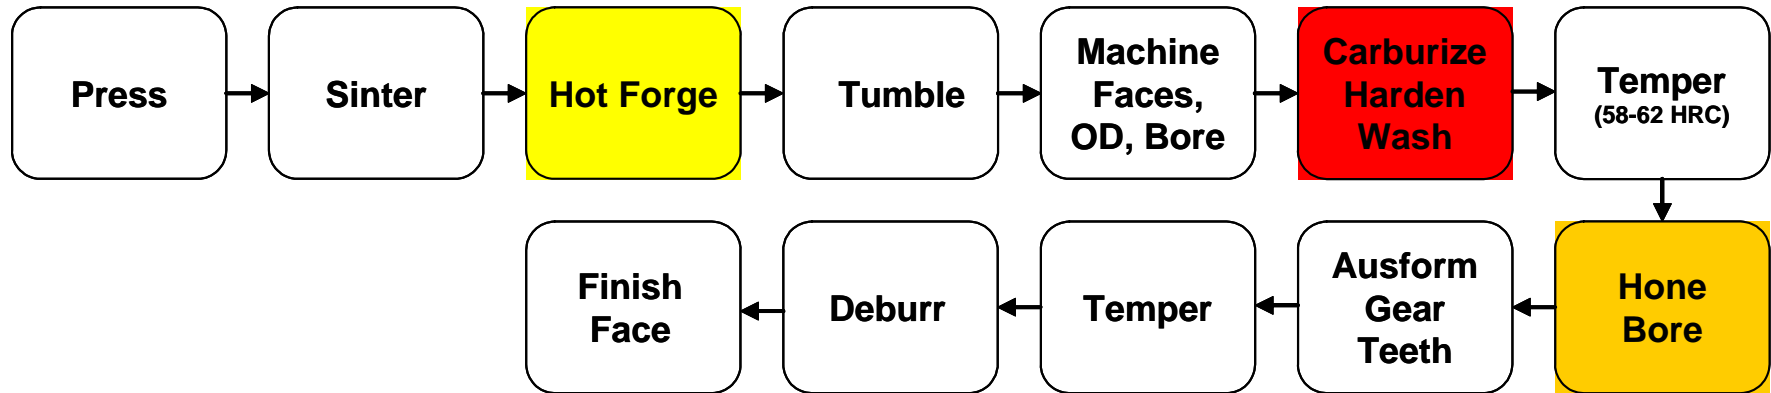 Press
Sinter
Hot Forge
Tumble
Machine
Faces,
OD, Bore
Carburize
Harden
Wash
Temper
(58-62 HRC)
Hone
Bore
Ausform
Gear
Teeth
Temper
Deburr
Finish
Face